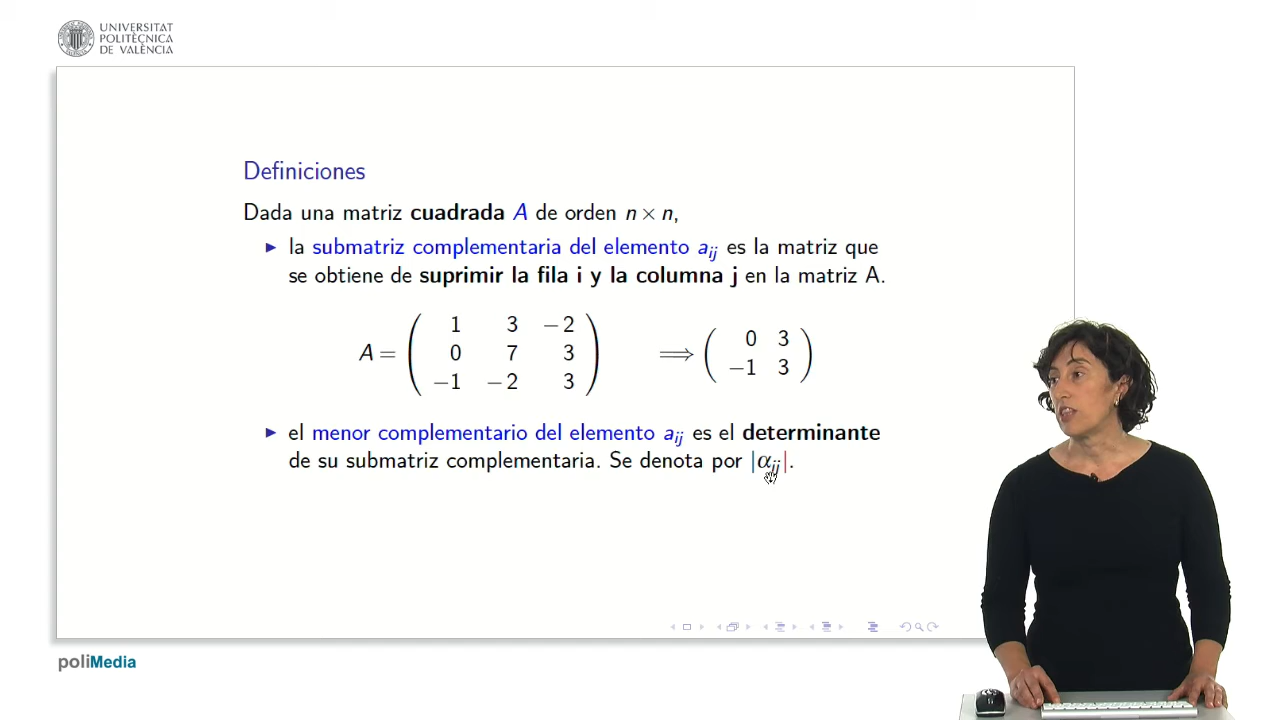 UNIVERSITAT
POLITÈCNICA
DE VALÈNCIA
Definiciones
Dada una matriz cuadrada A de orden n × n,
▶ la submatriz complementaria del elemento aᵢⱼ es la matriz que
se obtiene de suprimir la fila i y la columna j en la matriz A.
1 3 −2
A = ( 0 7 3 ) ⟹ ( 0 3
−1 −2 3 −1 3 )
▶ el menor complementario del elemento aᵢⱼ es el determinante
de su submatriz complementaria. Se denota por |αᵢⱼ|.
poliMedia